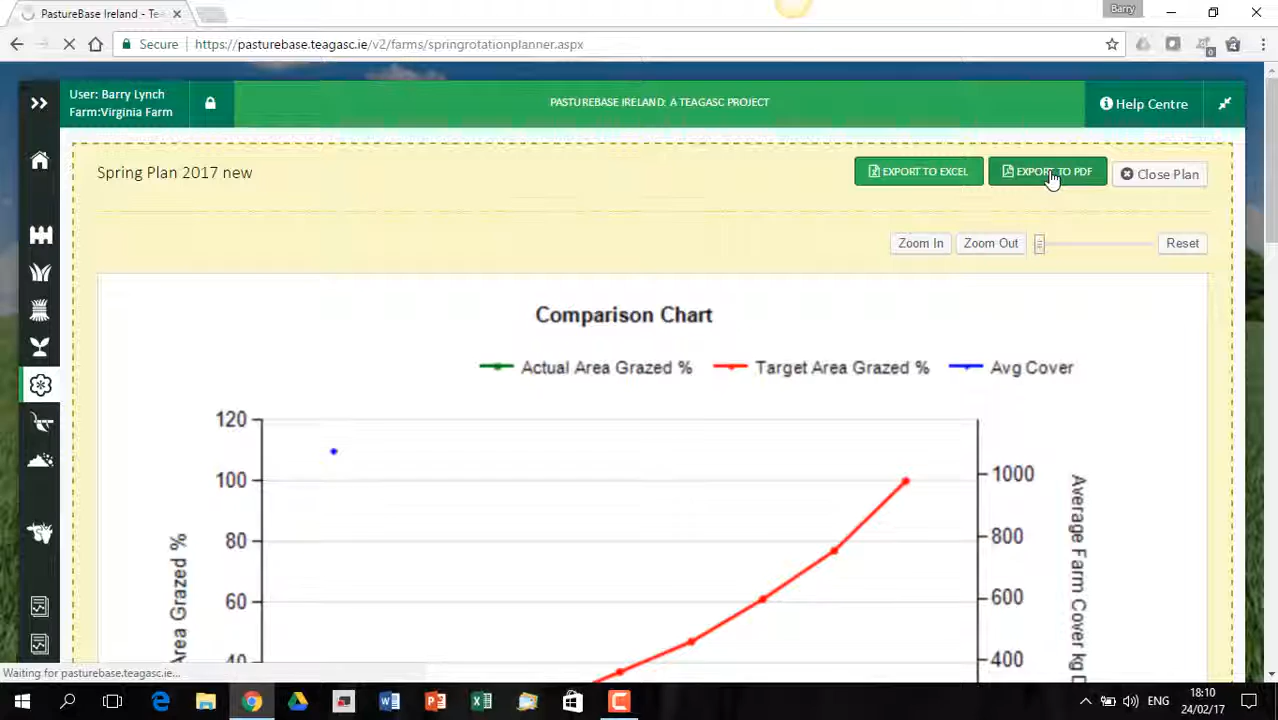 PastureBase Ireland - Tea
Barry
Secure
https://pasturebase.teagasc.ie/v2/farms/springrotationplanner.aspx
User: Barry Lynch
Farm:Virginia Farm
PASTUREBASE IRELAND: A TEAGASC PROJECT
Help Centre
Spring Plan 2017 new
EXPORT TO EXCEL
EXPORT TO PDF
Close Plan
Zoom In
Zoom Out
Reset
Comparison Chart
Actual Area Grazed %
Target Area Grazed %
Avg Cover
120
100
80
60
40
Area Grazed %
1000
800
600
400
Average Farm Cover kg D
Waiting for pasturebase.teagasc.ie...
ENG
18:10
24/02/17